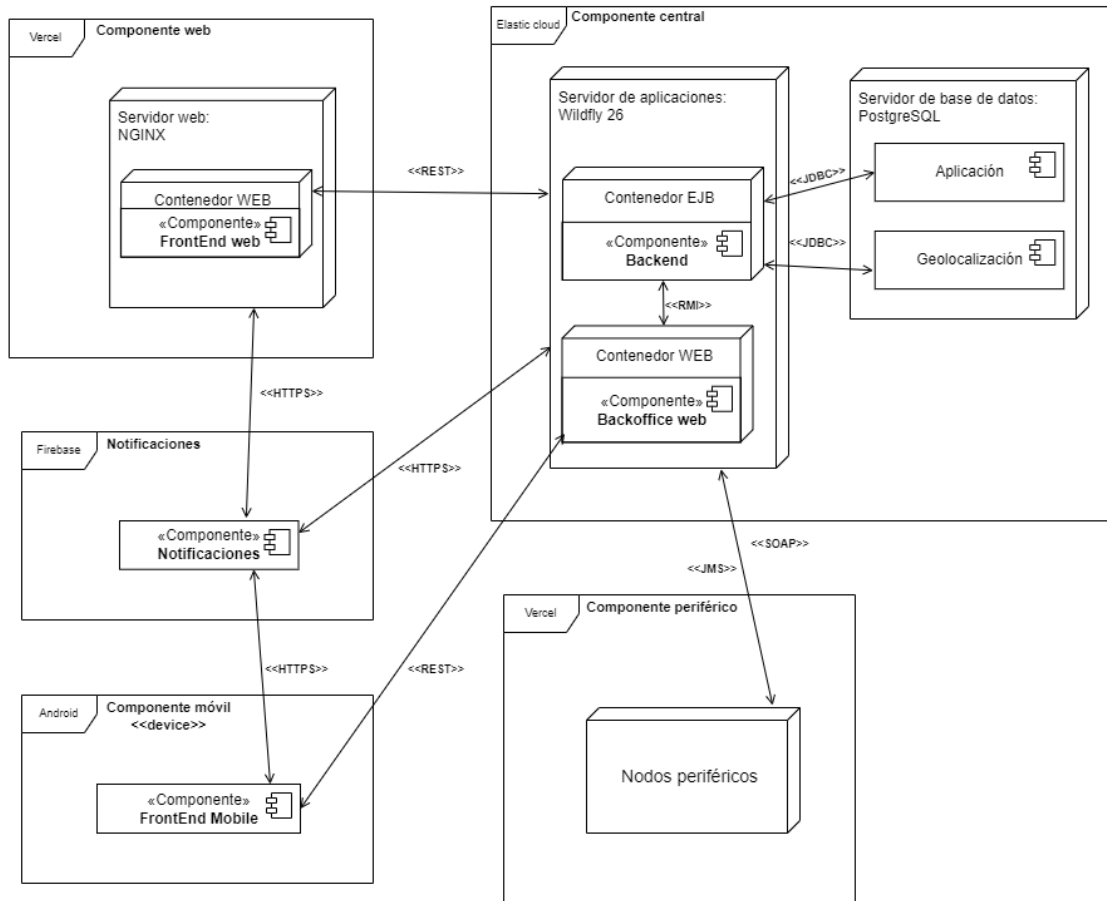 Vercel
Componente web
Servidor web:
NGINX
Contenedor WEB
«Componente»
FrontEnd web
<<REST>>
<<HTTPS>>
Elastic cloud
Componente central
Servidor de aplicaciones:
Wildfly 26
Contenedor EJB
«Componente»
Backend
<<RMI>>
Contenedor WEB
«Componente»
Backoffice web
<<JDBC>>
<<JDBC>>
Servidor de base de datos:
PostgreSQL
Aplicación
Geolocalización
Firebase
Notificaciones
«Componente»
Notificaciones
<<HTTPS>>
<<HTTPS>>
<<REST>>
<<SOAP>>
<<JMS>>
Android
Componente móvil
<<device>>
«Componente»
FrontEnd Mobile
Vercel
Componente periférico
Nodos periféricos